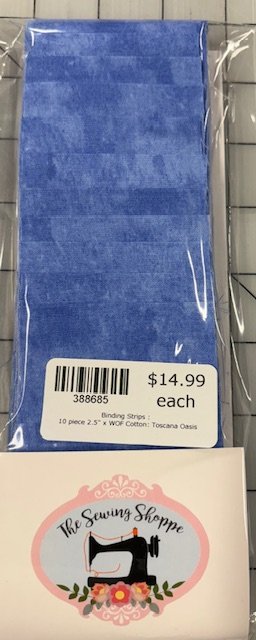 $14.99
388685
each
Binding Strips :
10 piece 2.5" x WOF Cotton: Toscana Oasis
The Sewing Shoppe